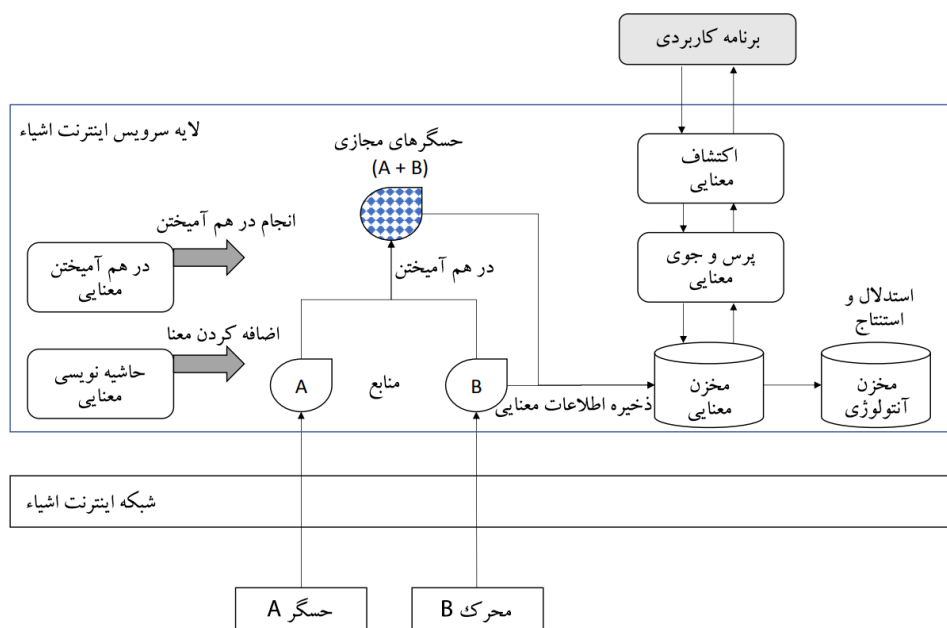 برنامه کاربردی
لایه سرویس اینترنت اشیاء
حسگرهای مجازی
(A + B)
اکتشاف
معنایی
انجام در هم آمیختن
در هم آمیختن
معنایی
در هم آمیختن
پرس و جوی
معنایی
استدلال و
استنتاج
اضافه کردن معنا
حاشیه نویسی
معنایی
A
منابع
B
ذخیره اطلاعات معنایی
مخزن
معنایی
مخزن
آنتولوژی
شبکه اینترنت اشیاء
حسگر A
محرک B